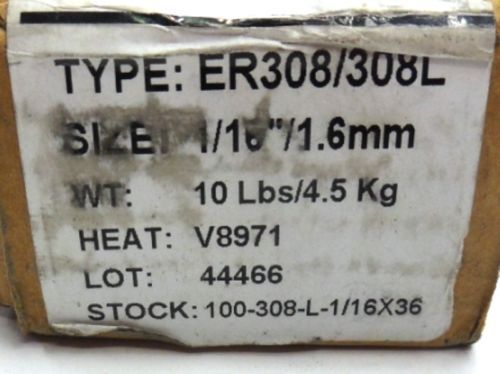 TYPE: ER308/308L
SIZE: 1/16"/1.6mm
WT: 10 Lbs/4.5 Kg
HEAT: V8971
LOT: 44466
STOCK: 100-308-L-1/16X36